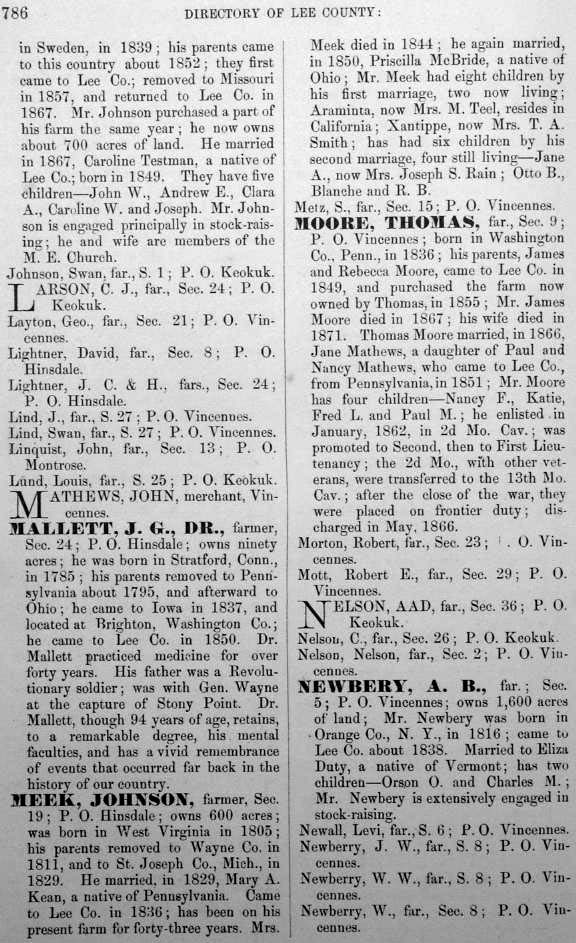 786
DIRECTORY OF LEE COUNTY:
in Sweden, in 1839; his parents came
to this country about 1852; they first
came to Lee Co.; removed to Missouri
in 1857, and returned to Lee Co. in
1867. Mr. Johnson purchased a part of
his farm the same year; he now owns
about 700 acres of land. He married
in 1867, Caroline Testman, a native of
Lee Co.; born in 1849. They have five
children—John W., Andrew E., Clara
A., Caroline W. and Joseph. Mr. John-
son is engaged principally in stock-rais-
ing; he and wife are members of the
M. E. Church.
Johnson, Swan, far., S. 1; P. O. Keokuk.
LARSON, C. J., far., Sec. 24; P. O.
Keokuk.
Layton, Geo., far., Sec. 21; P. O. Vin-
cennes.
Lightner, David, far., Sec. 8; P. O.
Hinsdale.
Lightner, J. C. & H., fars., Sec. 24;
P. O. Hinsdale.
Lind, J., far., S. 27; P. O. Vincennes.
Lind, Swan, far., S. 27; P. O. Vincennes.
Linquist, John, far., Sec. 13; P. O.
Montrose.
Lund, Louis, far., S. 25; P. O. Keokuk.
MATHEWS, JOHN, merchant, Vin-
cennes.
MALLETT, J. G., DR., farmer,
Sec. 24; P. O. Hinsdale; owns ninety
acres; he was born in Stratford, Conn.,
in 1785; his parents removed to Penn-
sylvania about 1795, and afterward to
Ohio; he came to Iowa in 1837, and
located at Brighton, Washington Co.;
he came to Lee Co. in 1850. Dr.
Mallett practiced medicine for over
forty years. His father was a Revolu-
tionary soldier; was with Gen. Wayne
at the capture of Stony Point. Dr.
Mallett, though 94 years of age, retains,
to a remarkable degree, his mental
faculties, and has a vivid remembrance
of events that occurred far back in the
history of our country.
MEEK, JOHNSON, farmer, Sec.
19; P. O. Hinsdale; owns 600 acres;
was born in West Virginia in 1805;
his parents removed to Wayne Co. in
1811, and to St. Joseph Co., Mich., in
1829. He married, in 1829, Mary A.
Kean, a native of Pennsylvania. Came
to Lee Co. in 1836; has been on his
present farm for forty-three years. Mrs.
Meek died in 1844; he again married,
in 1850, Priscilla McBride, a native of
Ohio; Mr. Meek had eight children by
his first marriage, two now living;
Araminta, now Mrs. M. Teel, resides in
California; Xantippe, now Mrs. T. A.
Smith; has had six children by his
second marriage, four still living—Jane
A., now Mrs. Joseph S. Rain; Otto B.,
Blanche and R. B.
Metz, S., far., Sec. 15; P. O. Vincennes.
MOORE, THOMAS, far., Sec. 9;
P. O. Vincennes; born in Washington
Co., Penn., in 1836; his parents, James
and Rebecca Moore, came to Lee Co. in
1849, and purchased the farm now
owned by Thomas, in 1855; Mr. James
Moore died in 1867; his wife died in
1871. Thomas Moore married, in 1866,
Jane Mathews, a daughter of Paul and
Nancy Mathews, who came to Lee Co.,
from Pennsylvania, in 1851; Mr. Moore
has four children—Nancy F., Katie,
Fred L. and Paul M.; he enlisted in
January, 1862, in 2d Mo. Cav.; was
promoted to Second, then to First Lieu-
tenancy; the 2d Mo., with other vet-
erans, were transferred to the 13th Mo.
Cav.; after the close of the war, they
were placed on frontier duty; dis-
charged in May, 1866.
Morton, Robert, far., Sec. 23; . O. Vin-
cennes.
Mott, Robert E., far., Sec. 29; P. O.
Vincennes.
NELSON, AAD, far., Sec. 36; P. O.
Keokuk.
Nelson, C., far., Sec. 26; P. O. Keokuk.
Nelson, Nelson, far., Sec. 2; P. O. Vin-
cennes.
NEWBERY, A. B., far.; Sec.
5; P. O. Vincennes; owns 1,600 acres
of land; Mr. Newbery was born in
Orange Co., N. Y., in 1816; came to
Lee Co. about 1838. Married to Eliza
Duty, a native of Vermont; has two
children—Orson O. and Charles M.;
Mr. Newbery is extensively engaged in
stock-raising.
Newall, Levi, far., S. 6; P. O. Vincennes.
Newberry, J. W., far., S. 8; P. O. Vin-
cennes.
Newberry, W. W., far., S. 8; P. O. Vin-
cennes.
Newberry, W., far., Sec. 8; P. O. Vin-
cennes.